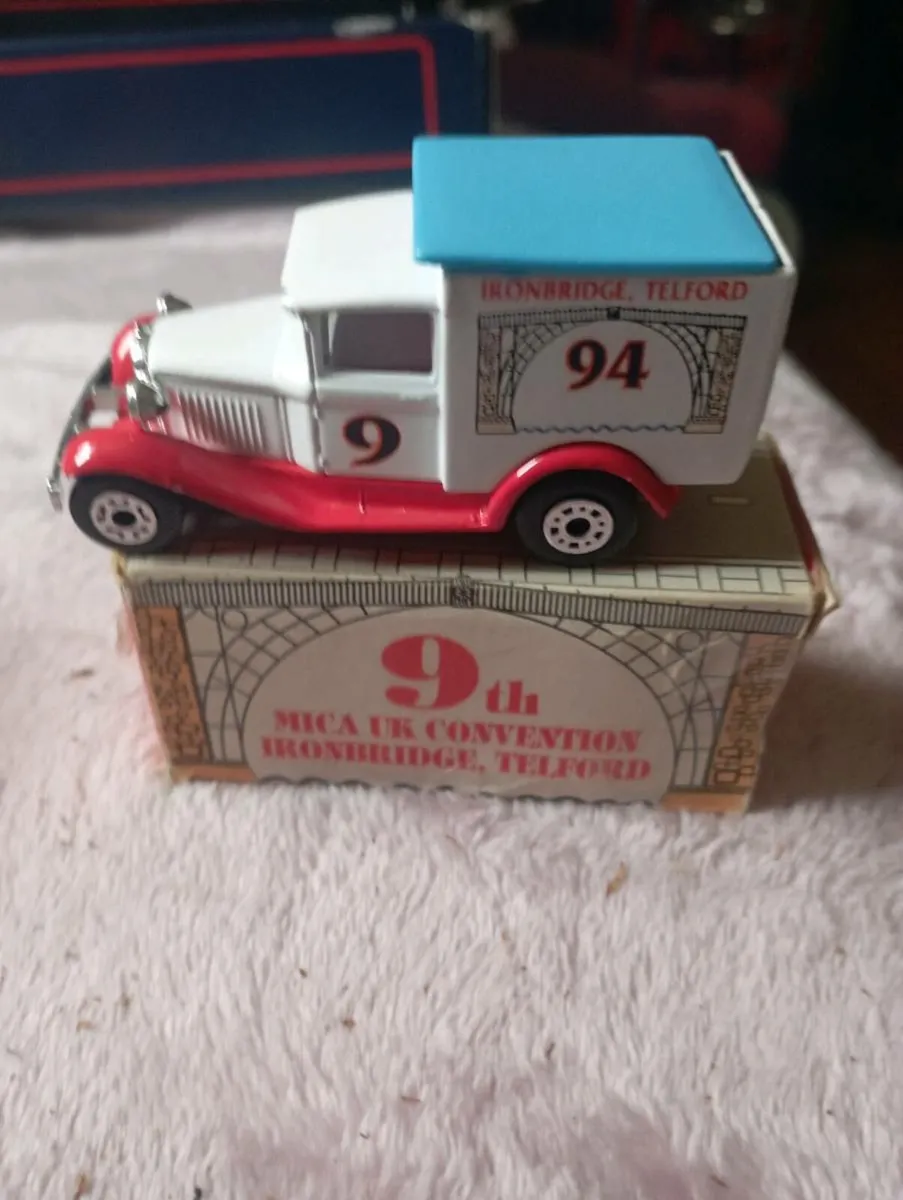 IRONBRIDGE, TELFORD
94
9
9th
MICA UK CONVENTION
IRONBRIDGE, TELFORD